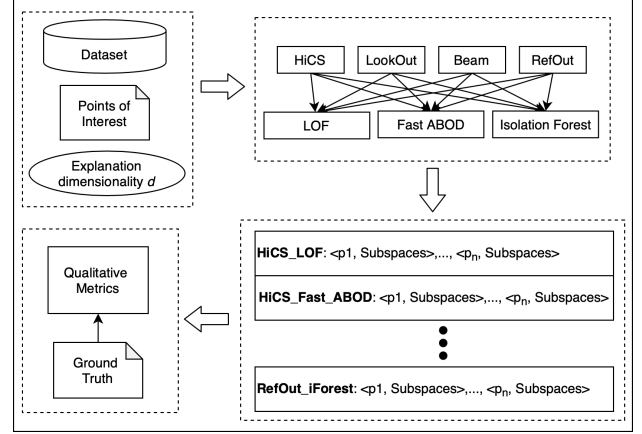 Dataset
Points of
Interest
Explanation
dimensionality d
HiCS
LookOut
Beam
RefOut
LOF
Fast ABOD
Isolation Forest
HiCS_LOF: <p1, Subspaces>,..., <pn, Subspaces>
HiCS_Fast_ABOD: <p1, Subspaces>,..., <pn, Subspaces>
RefOut_iForest: <p1, Subspaces>,..., <pn, Subspaces>
Qualitative
Metrics
Ground
Truth